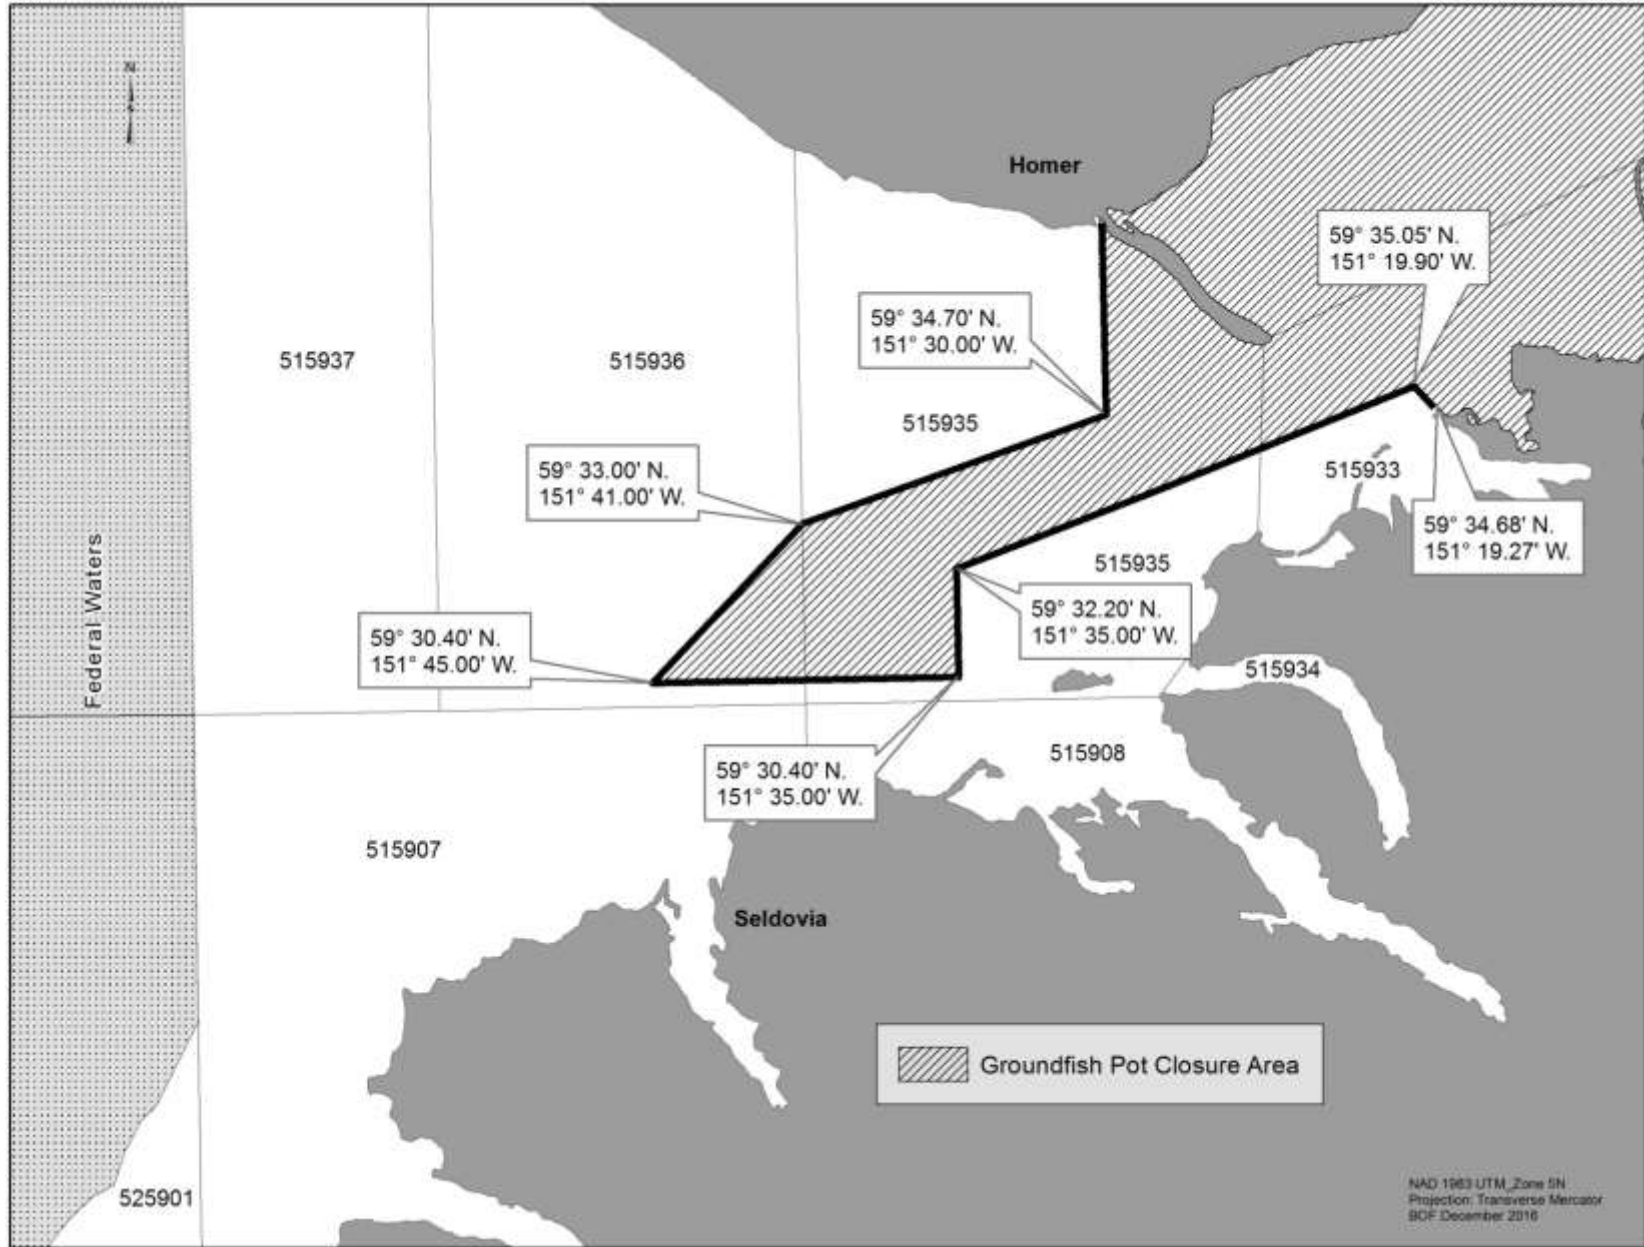 N
Homer
59° 35.05' N.
151° 19.90' W.
59° 34.70' N.
151° 30.00' W.
515937
515936
515935
59° 33.00' N.
151° 41.00' W.
515933
59° 34.68' N.
151° 19.27' W.
Federal Waters
515935
59° 32.20' N.
151° 35.00' W.
59° 30.40' N.
151° 45.00' W.
515934
515908
59° 30.40' N.
151° 35.00' W.
515907
Seldovia
Groundfish Pot Closure Area
525901
NAD 1983 UTM_Zone 5N
Projection: Transverse Mercator
BOF December 2016